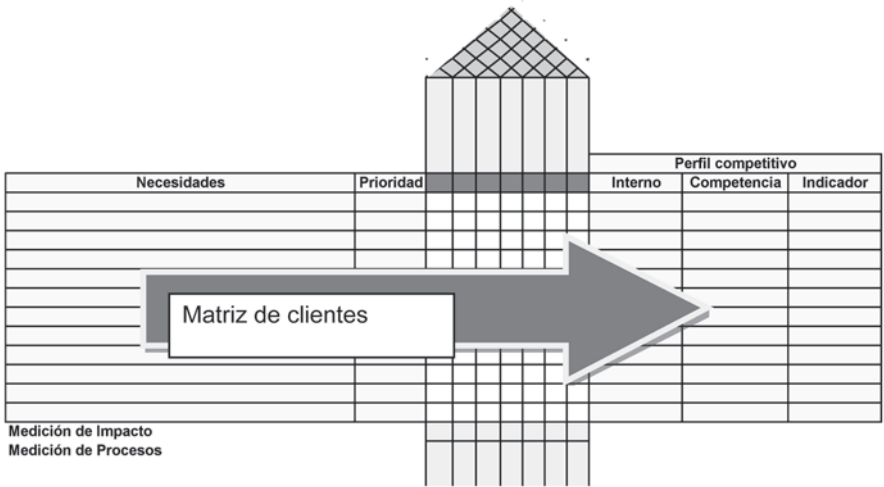 Perfil competitivo
Necesidades Prioridad Interno Competencia Indicador
Matriz de clientes
Medición de Impacto
Medición de Procesos